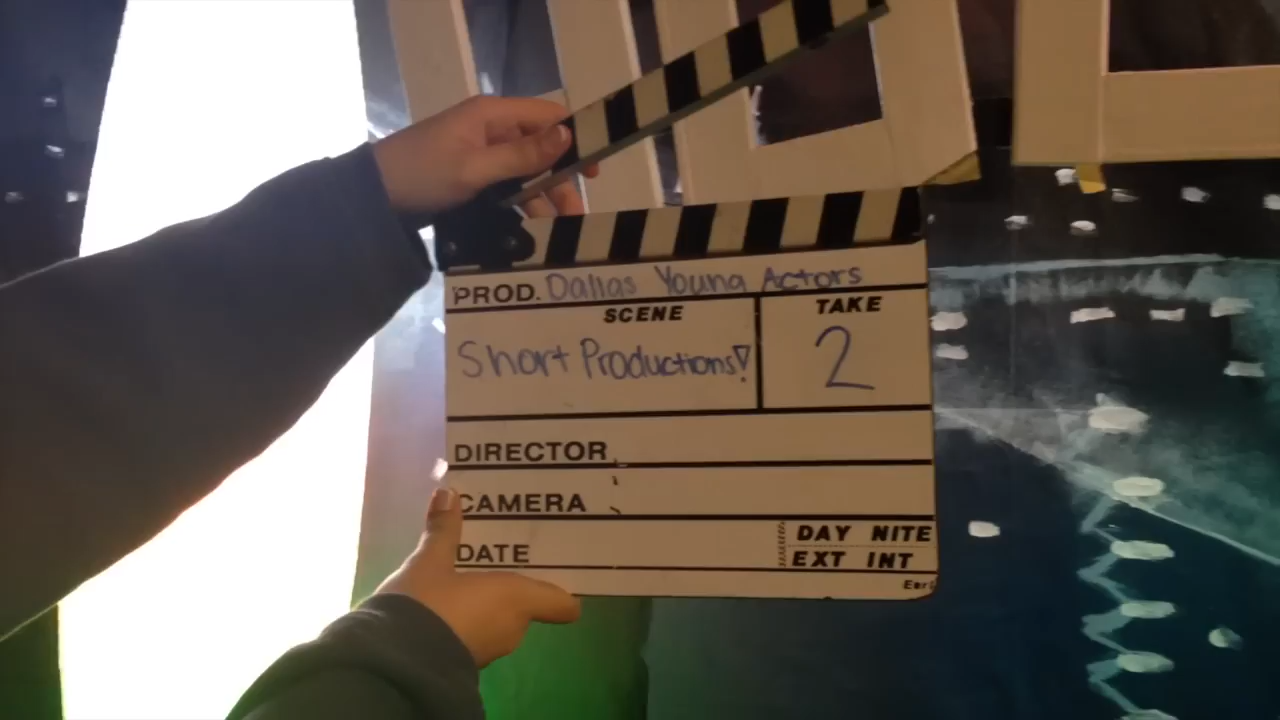 PROD. Dallas Young Actors
SCENE TAKE
Short Productions! 2
DIRECTOR
CAMERA
DATE
DAY NITE
EXT INT